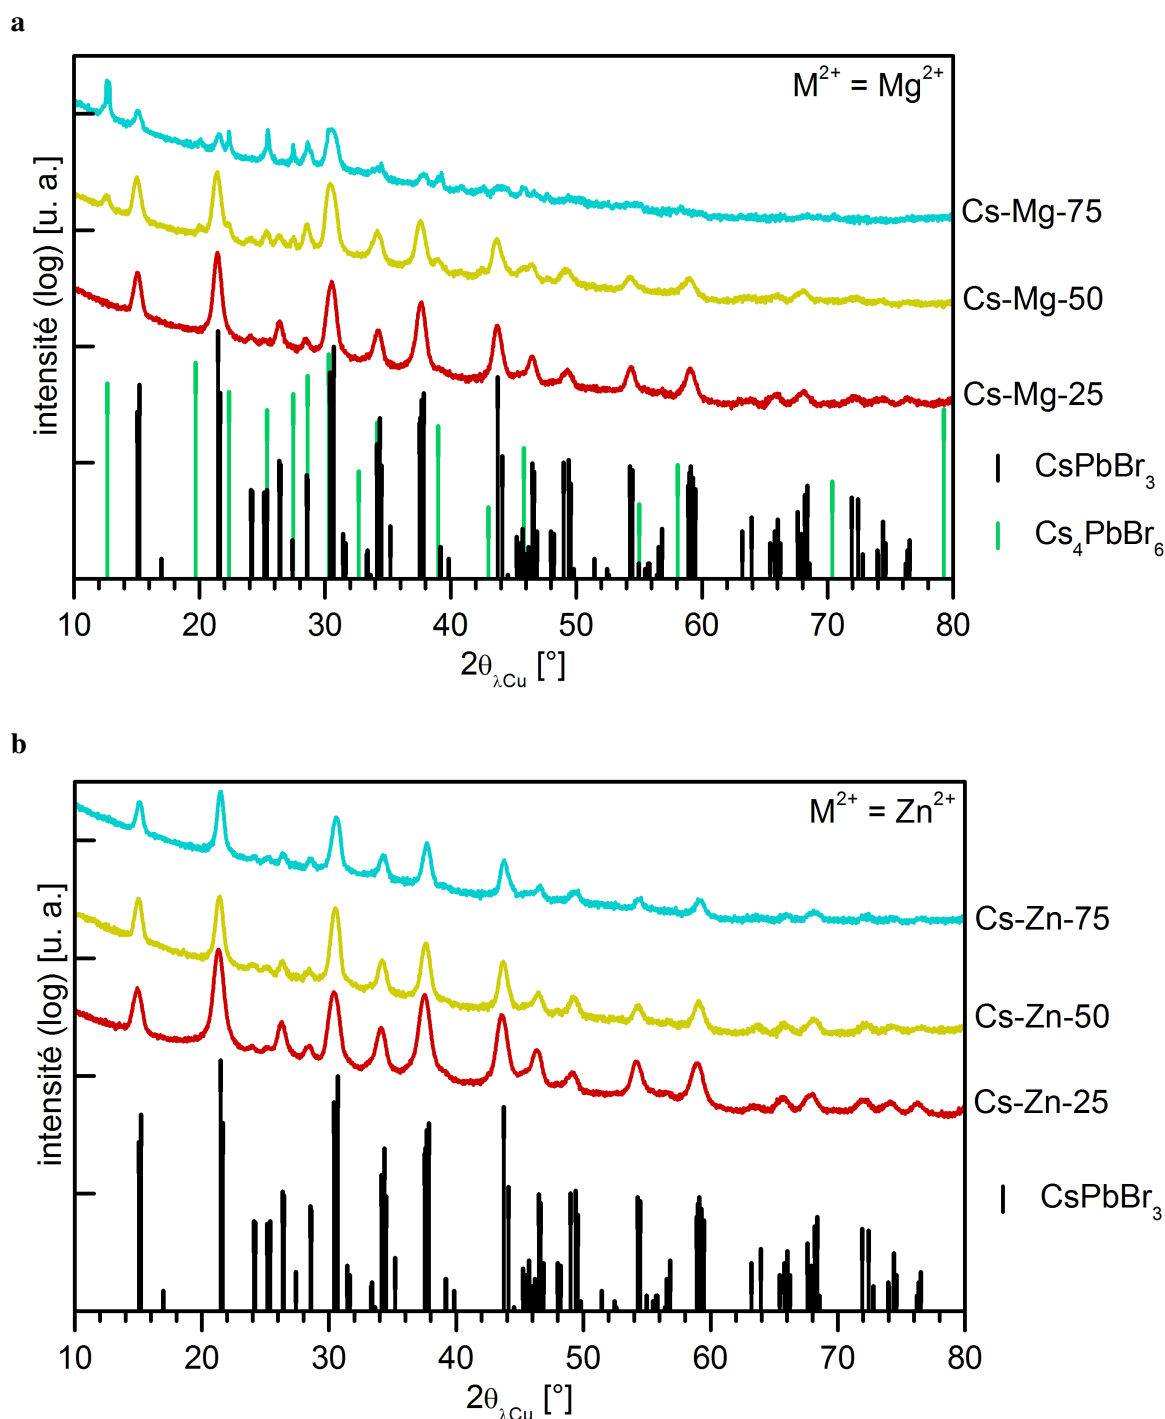 a
M²⁺ = Mg²⁺
intensité (log) [u. a.]
Cs-Mg-75
Cs-Mg-50
Cs-Mg-25
CsPbBr₃
Cs₄PbBr₆
10 20 30 40 50 60 70 80
2θ_λCu [°]
b
M²⁺ = Zn²⁺
intensité (log) [u. a.]
Cs-Zn-75
Cs-Zn-50
Cs-Zn-25
CsPbBr₃
10 20 30 40 50 60 70 80
2θ_λCu [°]